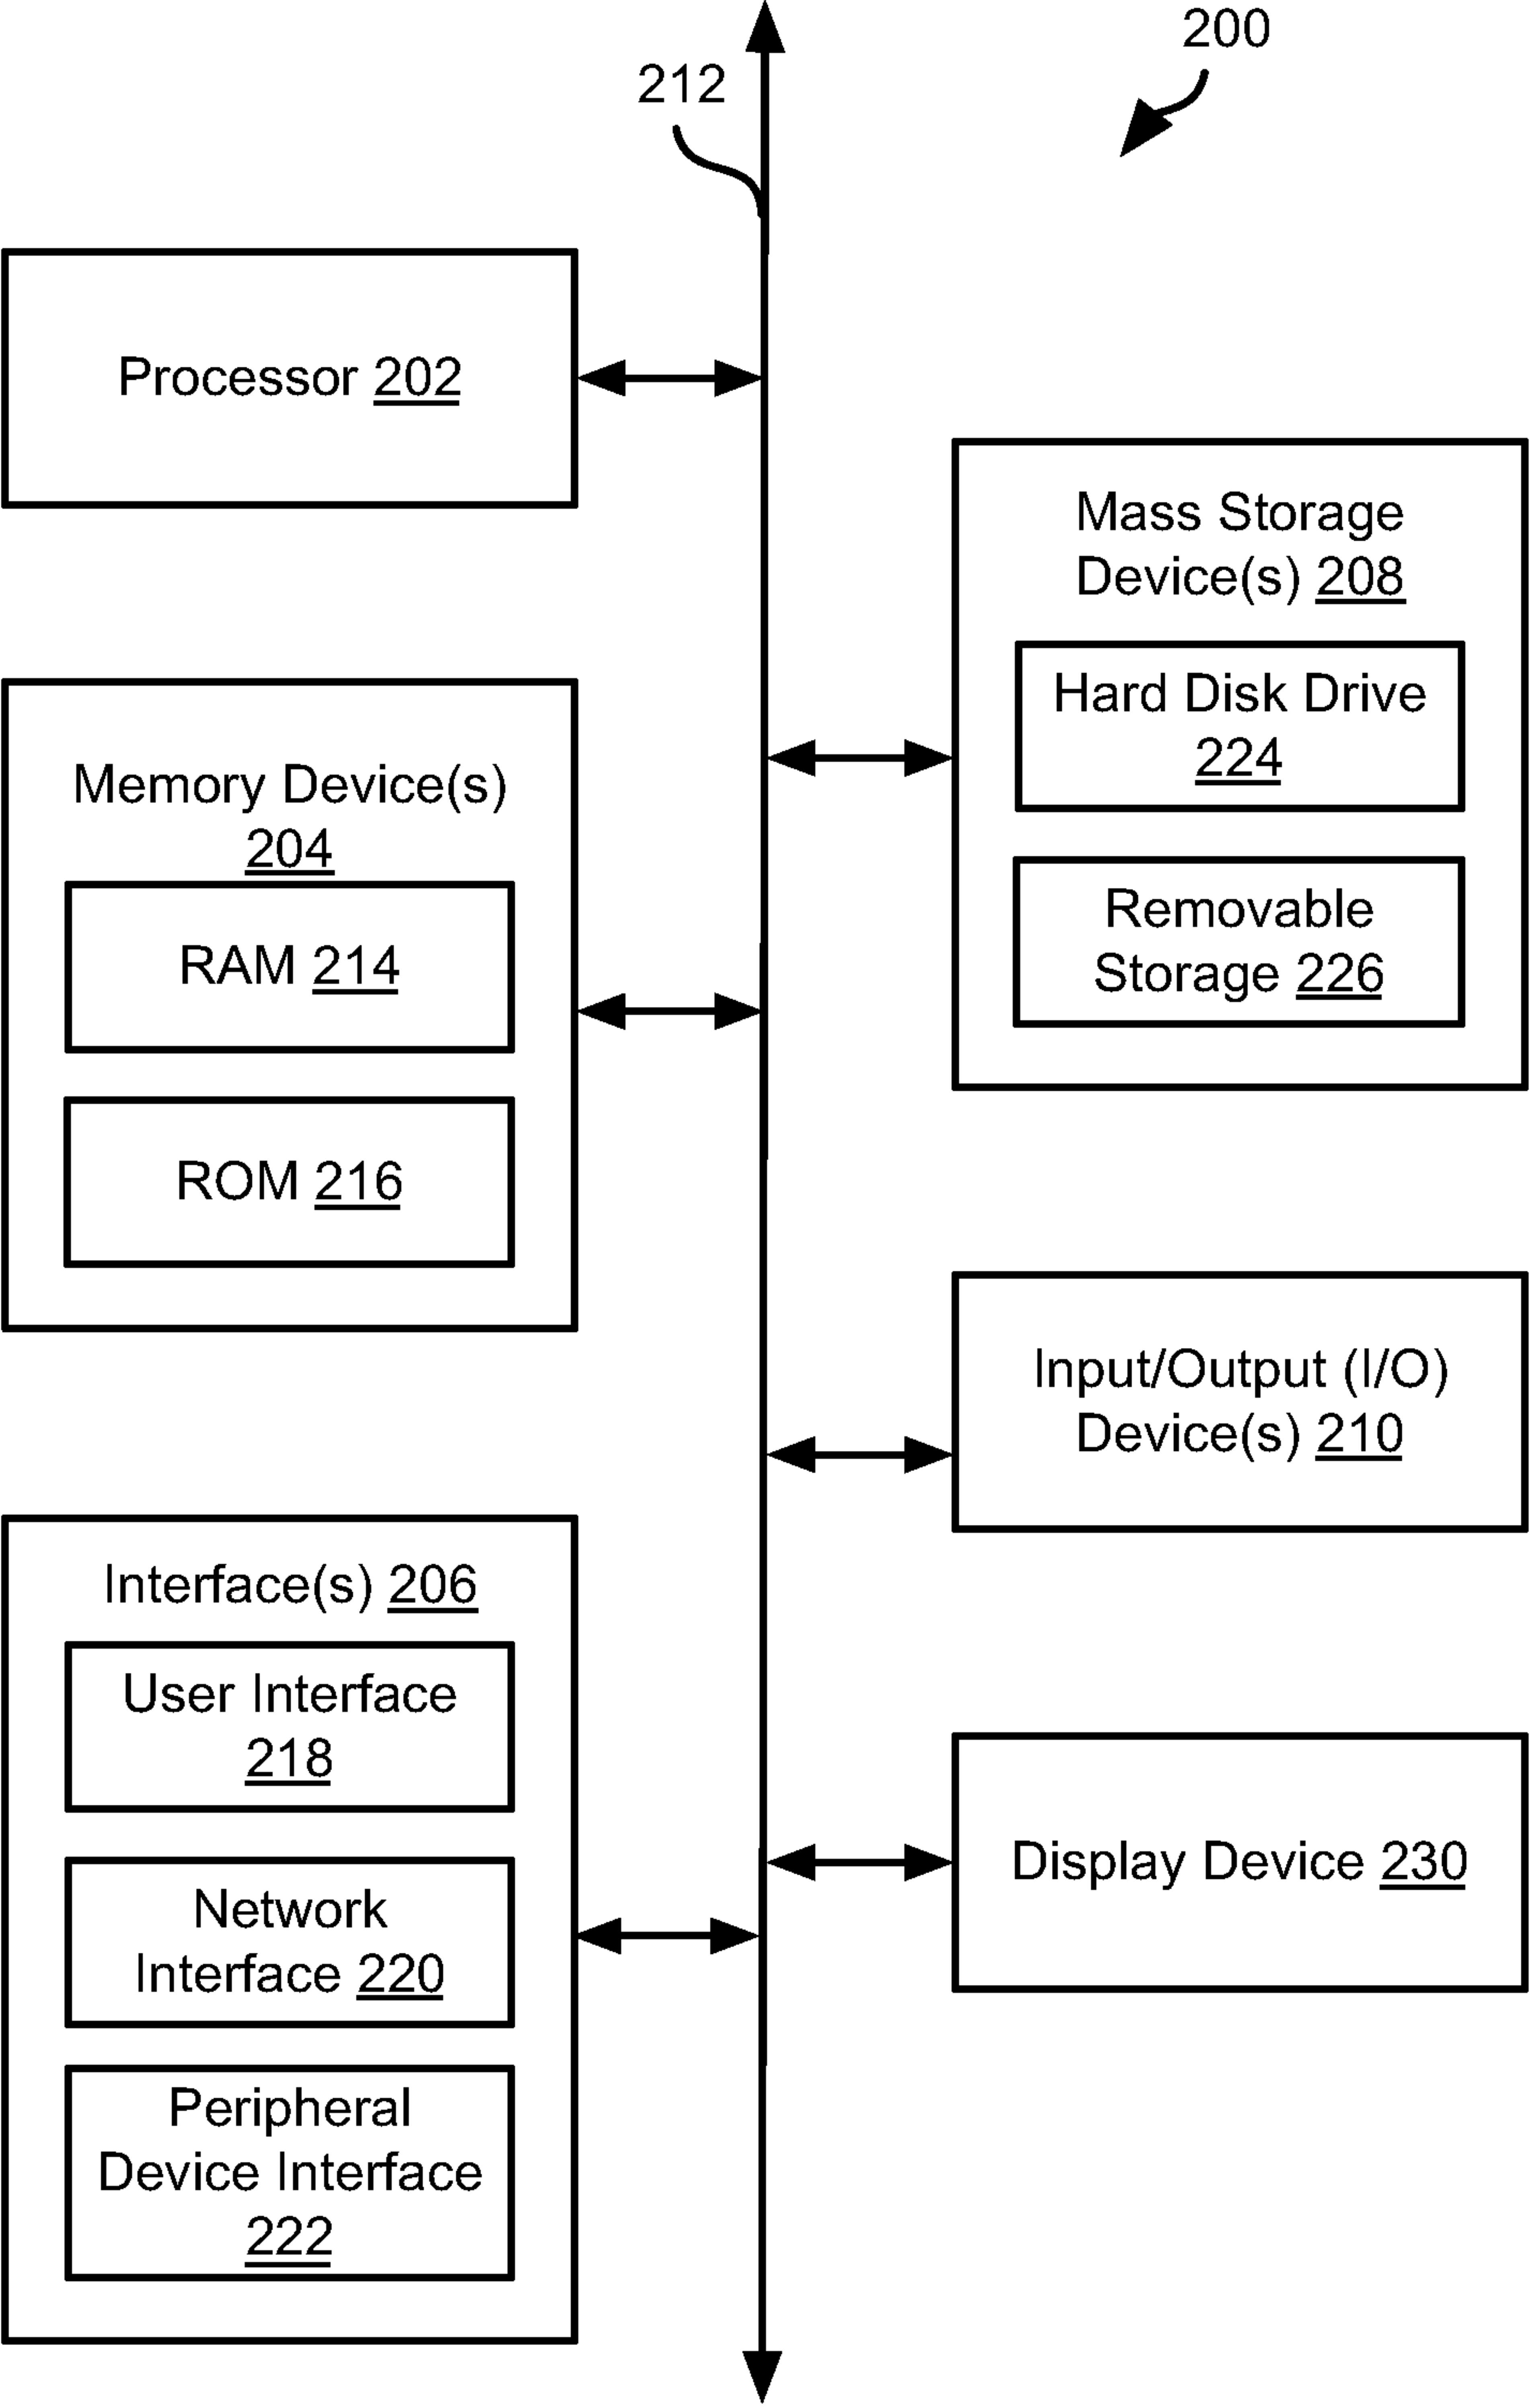 200
212
Processor 202
Mass Storage
Device(s) 208
Hard Disk Drive
224
Removable
Storage 226
Memory Device(s)
204
RAM 214
ROM 216
Input/Output (I/O)
Device(s) 210
Interface(s) 206
User Interface
218
Network
Interface 220
Peripheral
Device Interface
222
Display Device 230